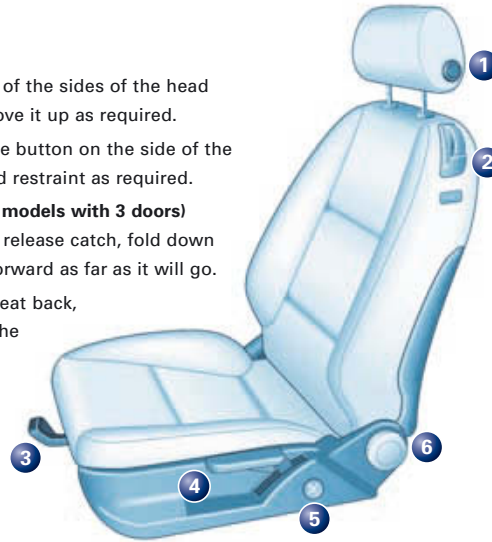 of the sides of the head
ove it up as required.
e button on the side of the
d restraint as required.
models with 3 doors)
release catch, fold down
orward as far as it will go.
eat back,
he
1
2
3
4
5
6